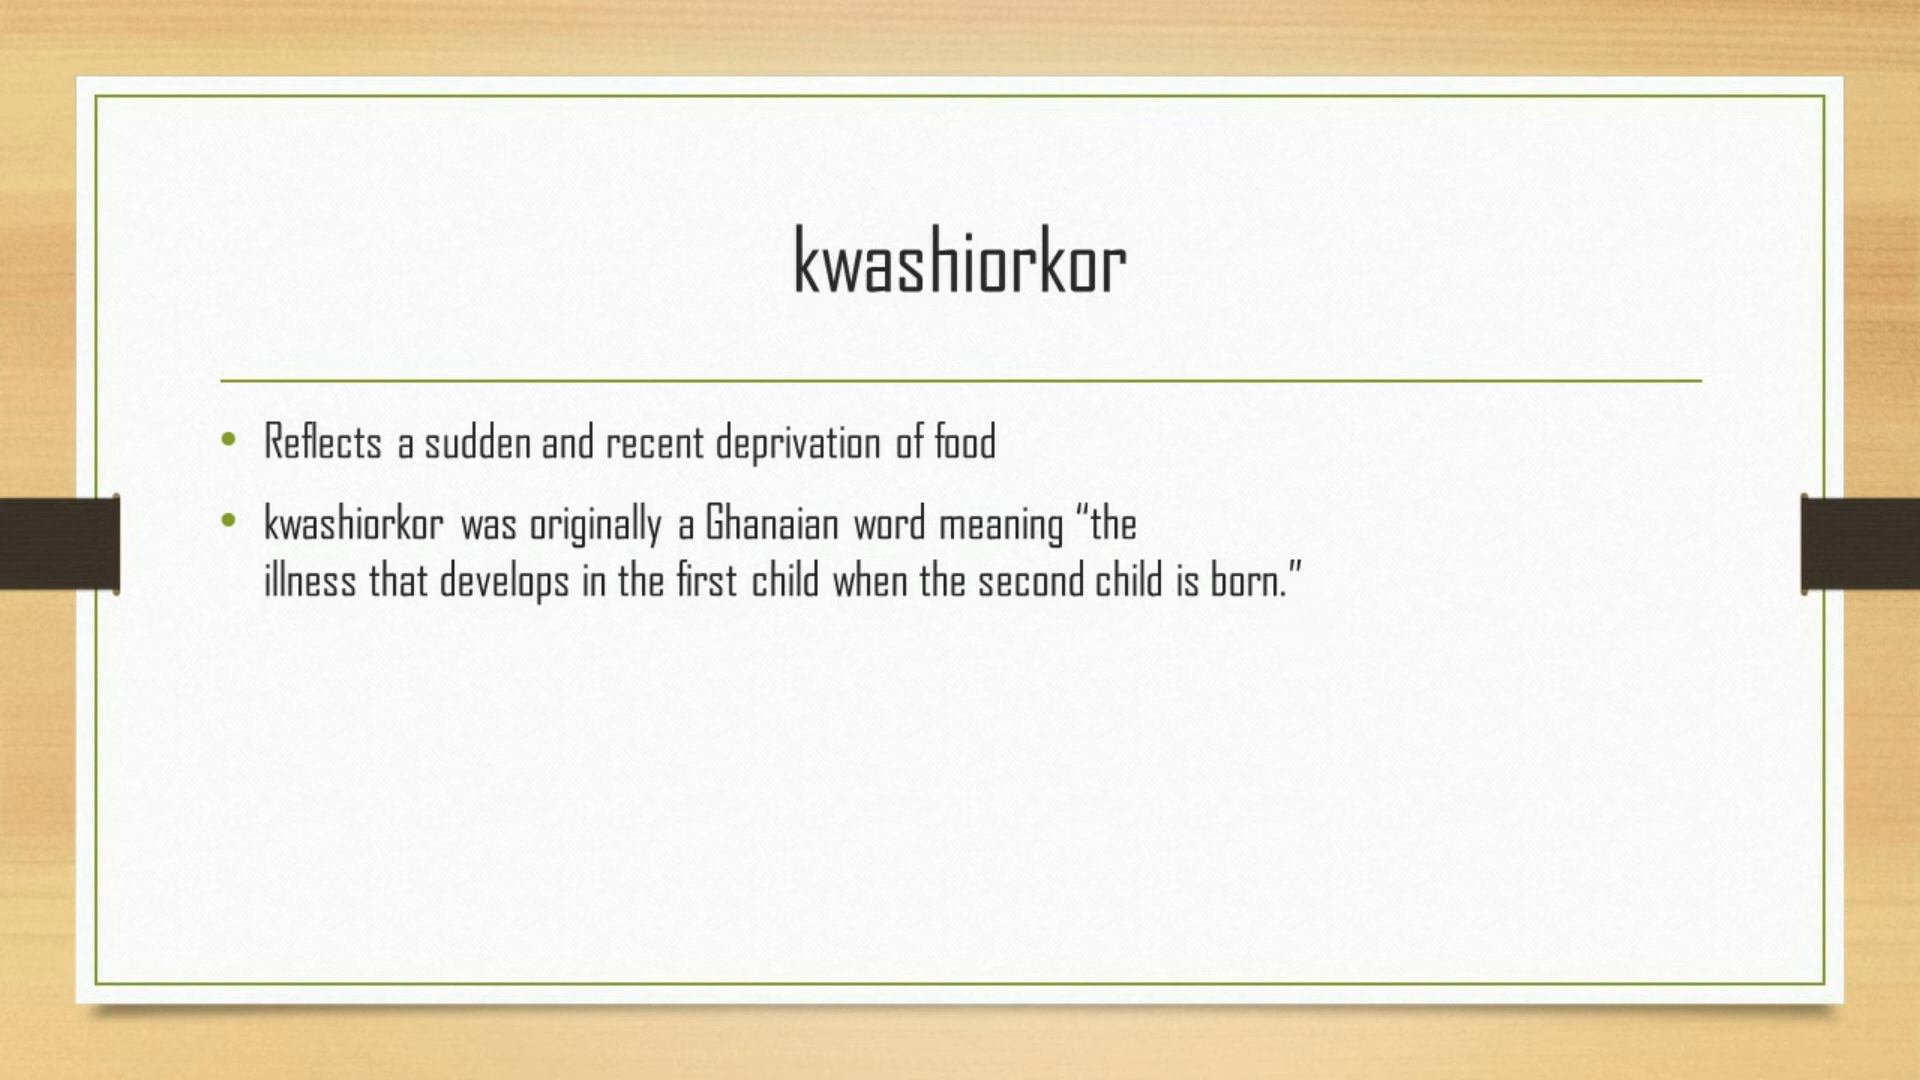 kwashiorkor
• Reflects a sudden and recent deprivation of food
• kwashiorkor was originally a Ghanaian word meaning “the
illness that develops in the first child when the second child is born.”